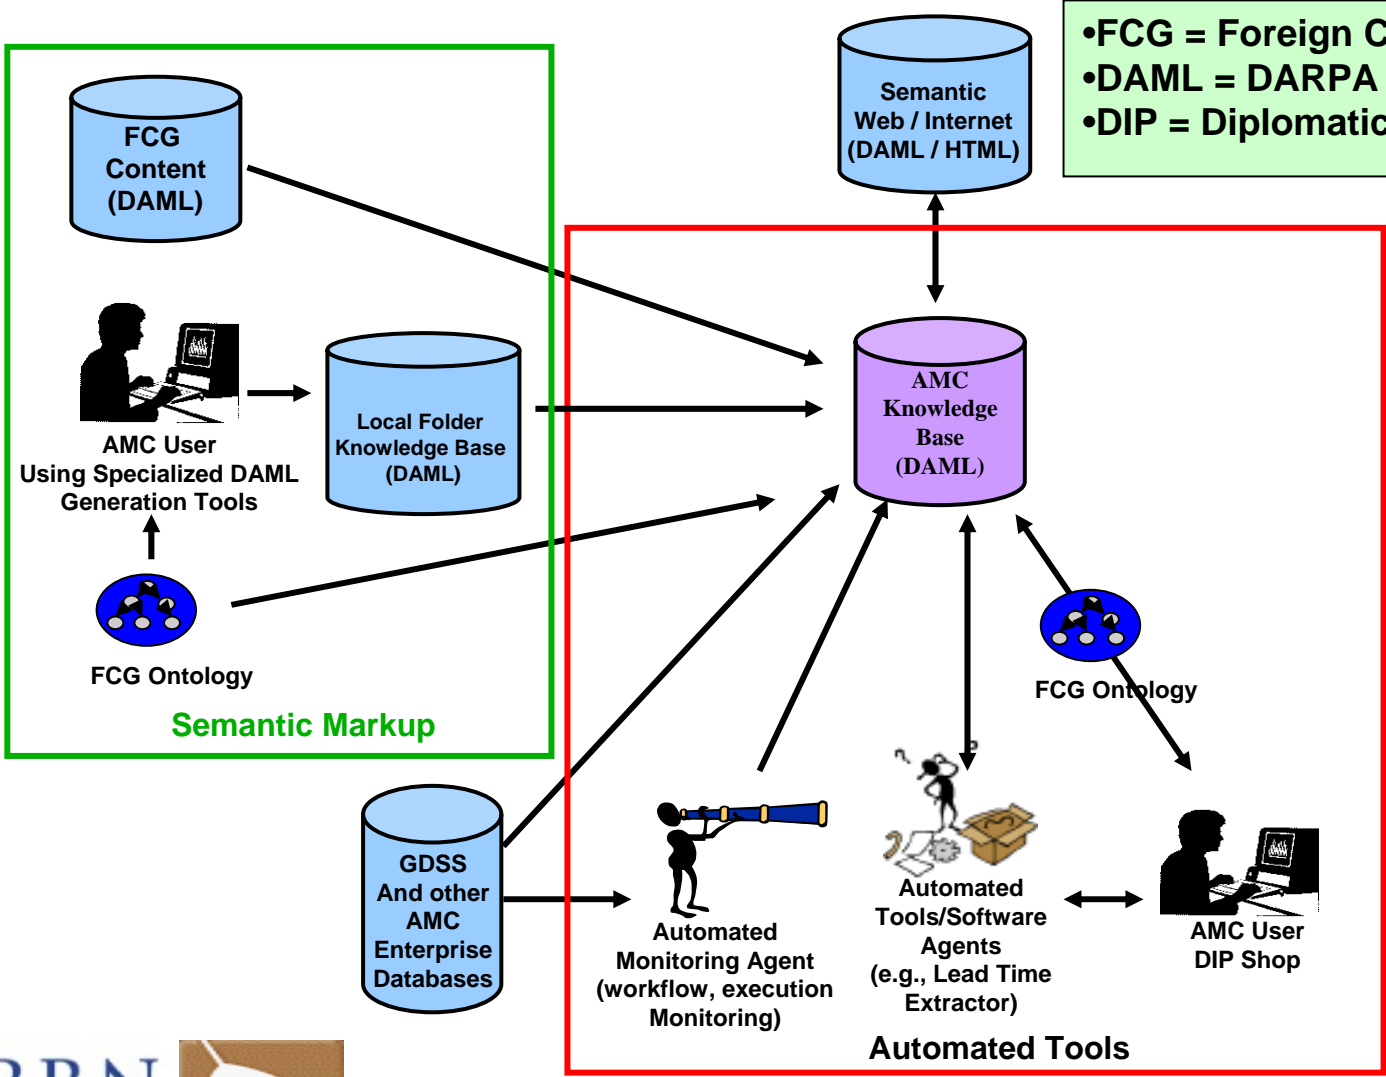 •FCG = Foreign C
•DAML = DARPA
•DIP = Diplomatic
Semantic
Web / Internet
(DAML / HTML)
FCG
Content
(DAML)
AMC User
Using Specialized DAML
Generation Tools
Local Folder
Knowledge Base
(DAML)
AMC
Knowledge
Base
(DAML)
FCG Ontology
Semantic Markup
FCG Ontology
GDSS
And other
AMC
Enterprise
Databases
Automated
Monitoring Agent
(workflow, execution
Monitoring)
Automated
Tools/Software
Agents
(e.g., Lead Time
Extractor)
AMC User
DIP Shop
Automated Tools
BBN